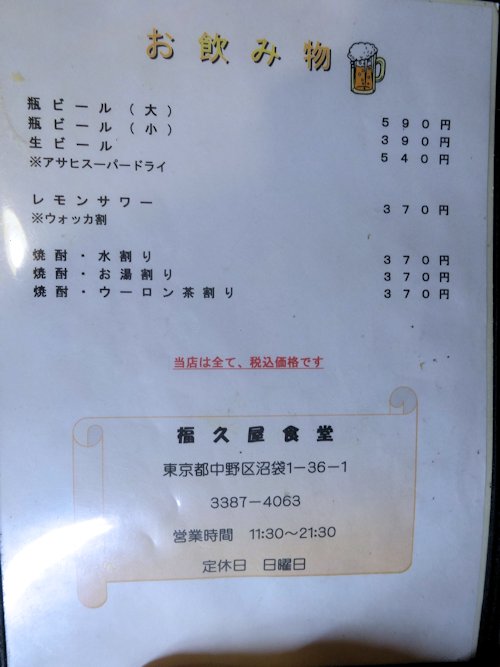 お飲み物
瓶ビール（大） 590円
瓶ビール（小） 390円
生ビール 540円
※アサヒスーパードライ
レモンサワー 370円
※ウォッカ割
焼酎・水割り 370円
焼酎・お湯割り 370円
焼酎・ウーロン茶割り 370円
当店は全て、税込価格です
福久屋食堂
東京都中野区沼袋1-36-1
3387-4063
営業時間 11:30～21:30
定休日 日曜日